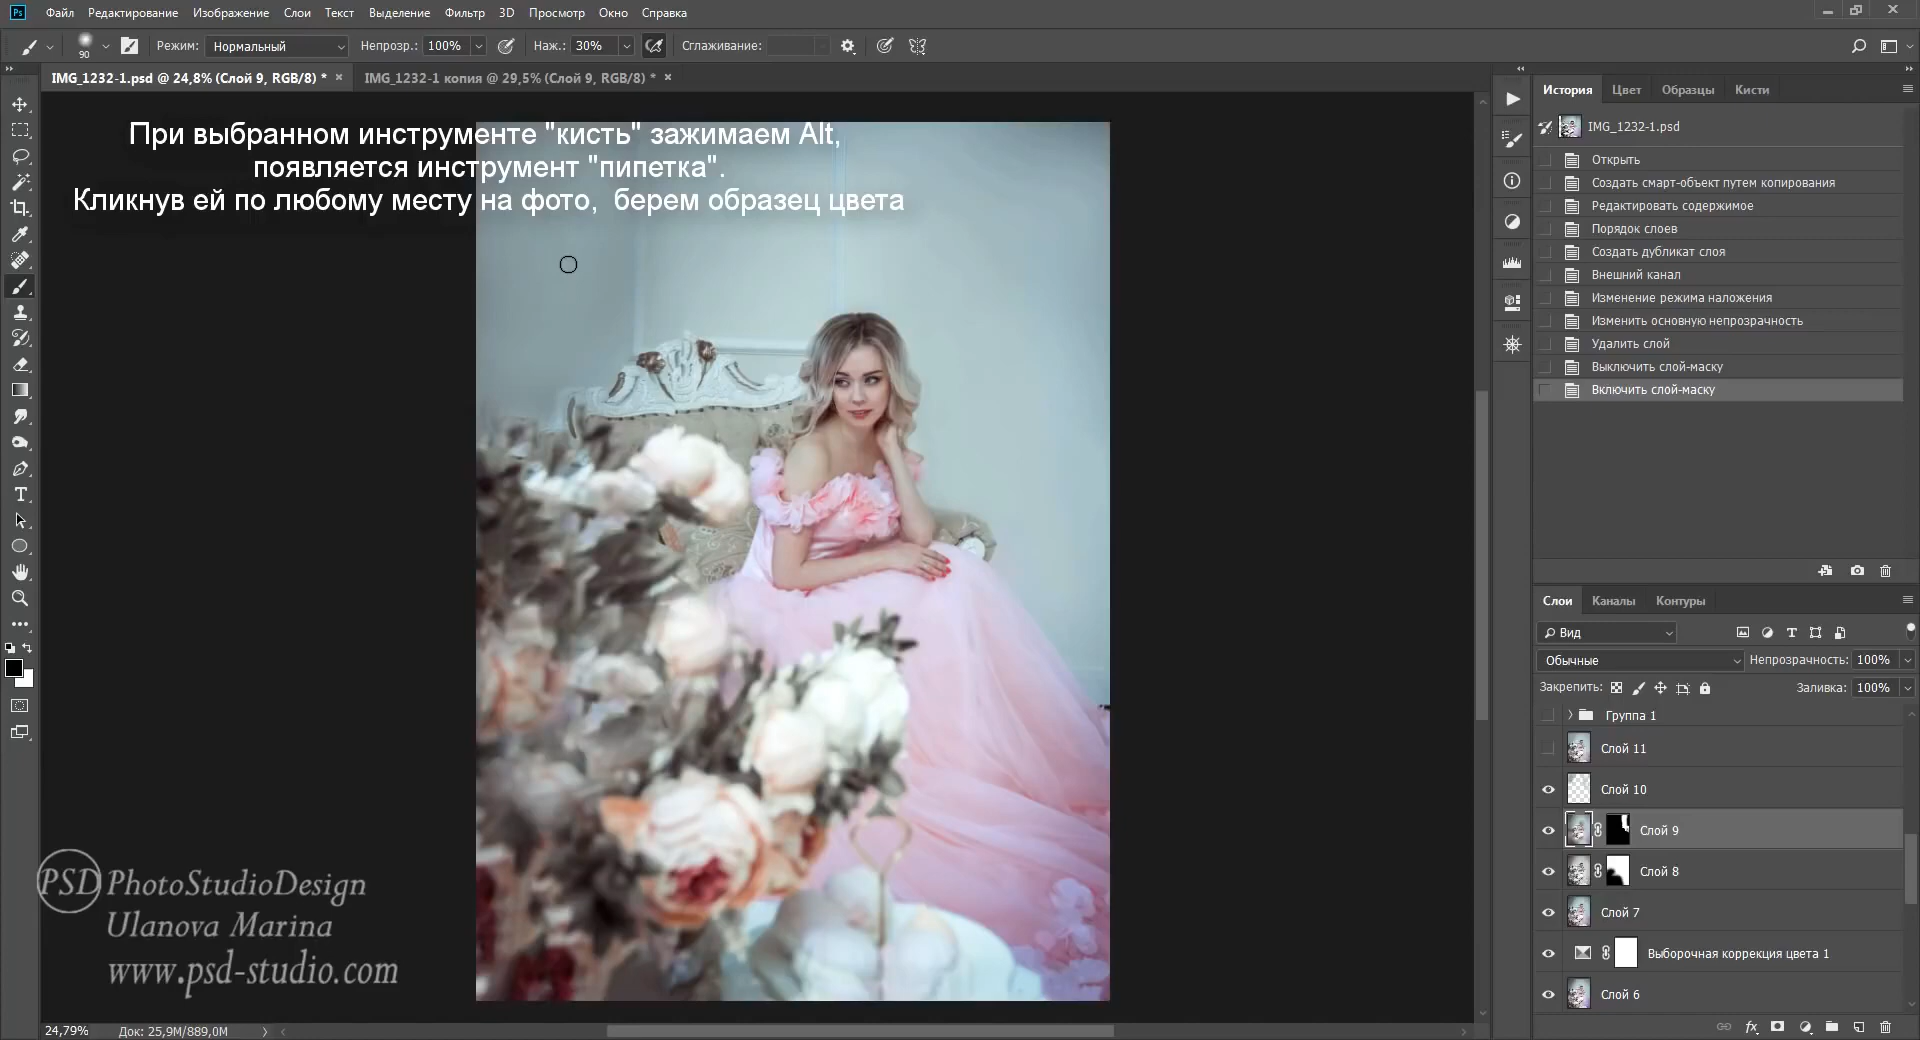 Файл Редактирование Изображение Слои Текст Выделение Фильтр 3D Просмотр Окно Справка
90 Режим: Нормальный Непрозр.: 100% Наж.: 30% Сглаживание:
IMG_1232-1.psd @ 24,8% (Слой 9, RGB/8) * × IMG_1232-1 копия @ 29,5% (Слой 9, RGB/8) * ×
При выбранном инструменте "кисть" зажимаем Alt,
появляется инструмент "пипетка".
Кликнув ей по любому месту на фото, берем образец цвета
История Цвет Образцы Кисти
IMG_1232-1.psd
Открыть
Создать смарт-объект путем копирования
Редактировать содержимое
Порядок слоев
Создать дубликат слоя
Внешний канал
Изменение режима наложения
Изменить основную непрозрачность
Удалить слой
Выключить слой-маску
Включить слой-маску
Слои Каналы Контуры
Вид
Обычные Непрозрачность: 100%
Закрепить: Заливка: 100%
Группа 1
Слой 11
Слой 10
Слой 9
Слой 8
Слой 7
Выборочная коррекция цвета 1
Слой 6
PSD PhotoStudioDesign
Ulanova Marina
www.psd-studio.com
24,79% Док: 25,9M/889,0M